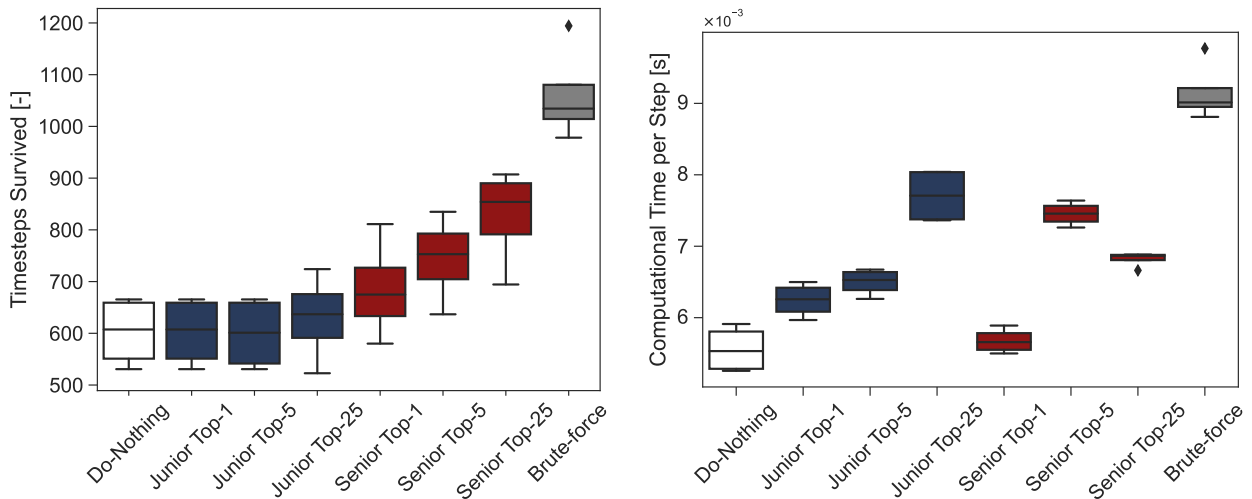 Timesteps Survived [-]
1200
1100
1000
900
800
700
600
500
Do-Nothing
Junior Top-1
Junior Top-5
Junior Top-25
Senior Top-1
Senior Top-5
Senior Top-25
Brute-force
×10⁻³
Computational Time per Step [s]
9
8
7
6
Do-Nothing
Junior Top-1
Junior Top-5
Junior Top-25
Senior Top-1
Senior Top-5
Senior Top-25
Brute-force